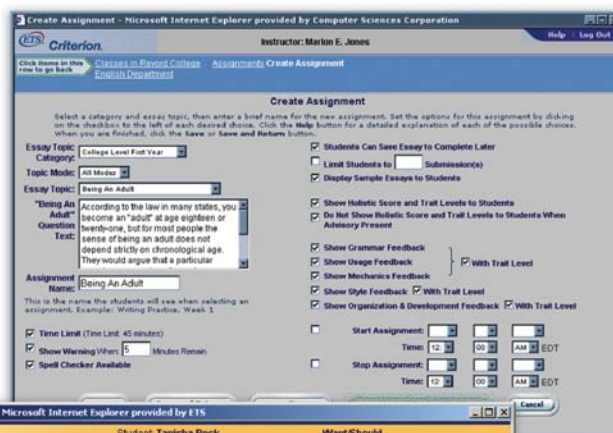 Create Assignment - Microsoft Internet Explorer provided by Computer Sciences Corporation
ETS Criterion.
Instructor: Marlon E. Jones
Help Log Out
Click items in this row to go back
Classes in Revord College Assignments Create Assignment
English Department
Create Assignment
Select a category and essay topic, then enter a brief name for the new assignment. Set the options for this assignment by clicking
on the checkbox to the left of each desired choice. Click the Help button for a detailed explanation of each of the possible choices.
When you are finished, click the Save or Save and Return button.
Essay Topic Category: College Level First Year
Topic Mode: All Modes
Essay Topic: Being An Adult
"Being An Adult" Question Text:
According to the law in many states, you
become an "adult" at age eighteen or
twenty-one, but for most people the
sense of being an adult does not
depend strictly on chronological age.
They would argue that a particular
Assignment Name: Being An Adult
This is the name the students will see when selecting an
assignment. Example: Writing Practice, Week 1
Time Limit (Time Limit: 45 minutes)
Show Warning When: 5 Minutes Remain
Spell Checker Available
Students Can Save Essay to Complete Later
Limit Students to Submission(s)
Display Sample Essays to Students
Show Holistic Score and Trait Levels to Students
Do Not Show Holistic Score and Trait Levels to Students When
Advisory Present
Show Grammar Feedback
Show Usage Feedback With Trait Level
Show Mechanics Feedback
Show Style Feedback With Trait Level
Show Organization & Development Feedback With Trait Level
Start Assignment:
Time: 12: 00 AM EDT
Stop Assignment:
Time: 12: 00 AM EDT
Cancel
Microsoft Internet Explorer provided by ETS
Student: Tanisha Peck
Want/Should